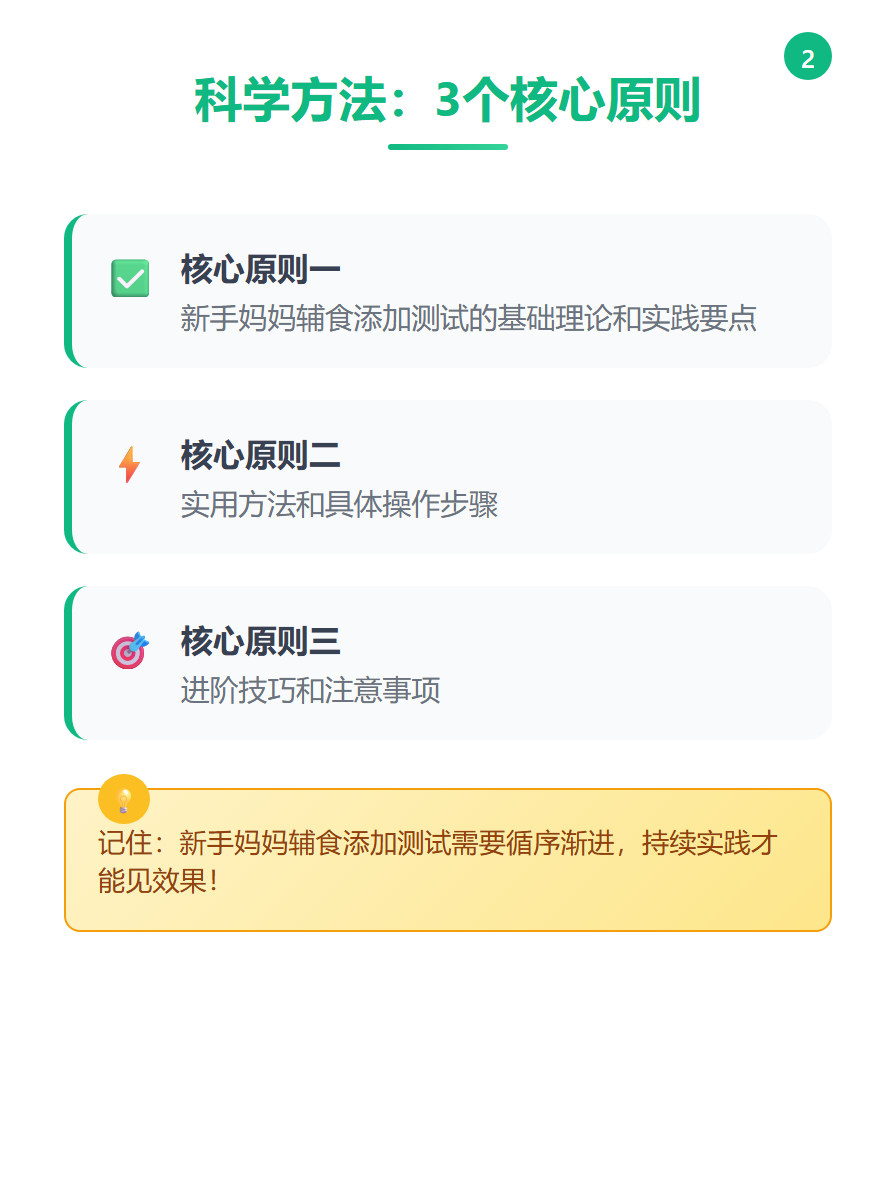 2
科学方法：3个核心原则
核心原则一
新手妈妈辅食添加测试的基础理论和实践要点
核心原则二
实用方法和具体操作步骤
核心原则三
进阶技巧和注意事项
记住：新手妈妈辅食添加测试需要循序渐进，持续实践才
能见效果！